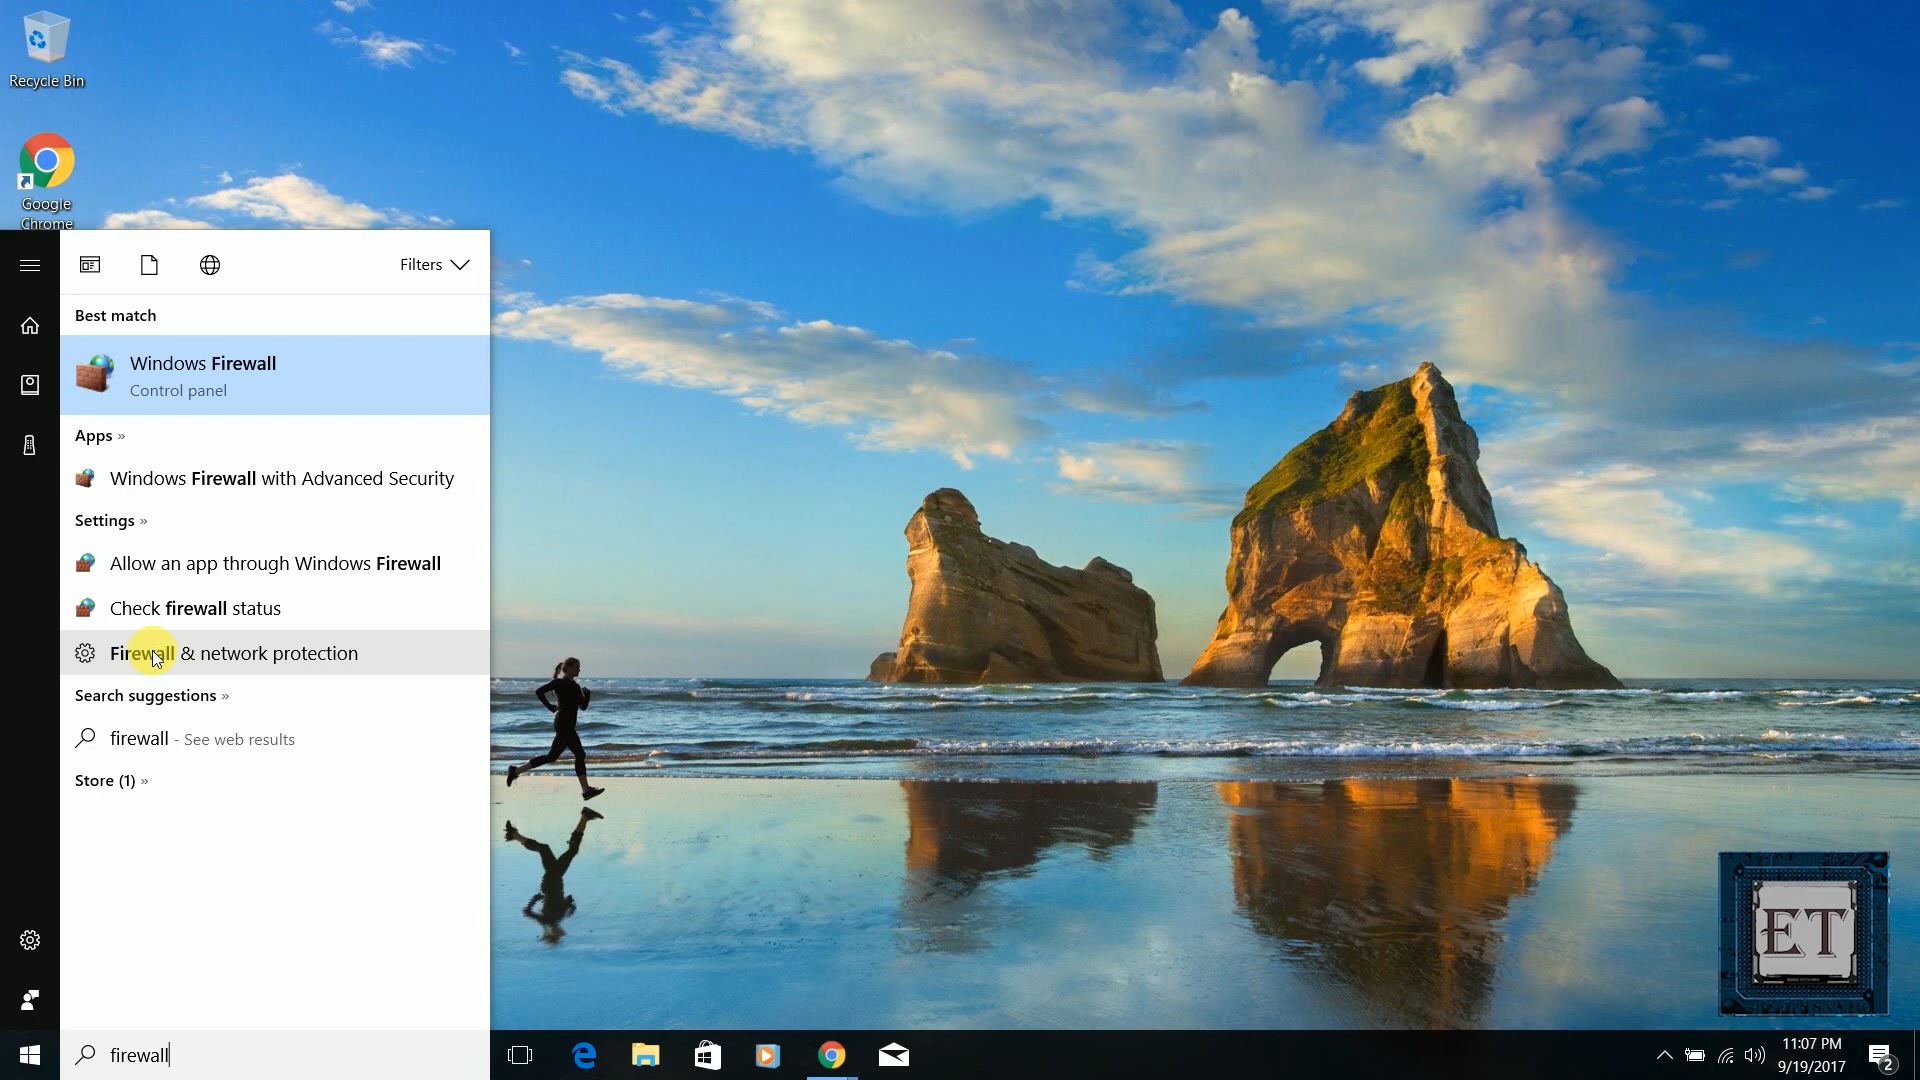 Recycle Bin
Google
Chrome
Filters
Best match
Windows Firewall
Control panel
Apps »
Windows Firewall with Advanced Security
Settings »
Allow an app through Windows Firewall
Check firewall status
Firewall & network protection
Search suggestions »
firewall - See web results
Store (1) »
firewall
ET
11:07 PM
9/19/2017
2